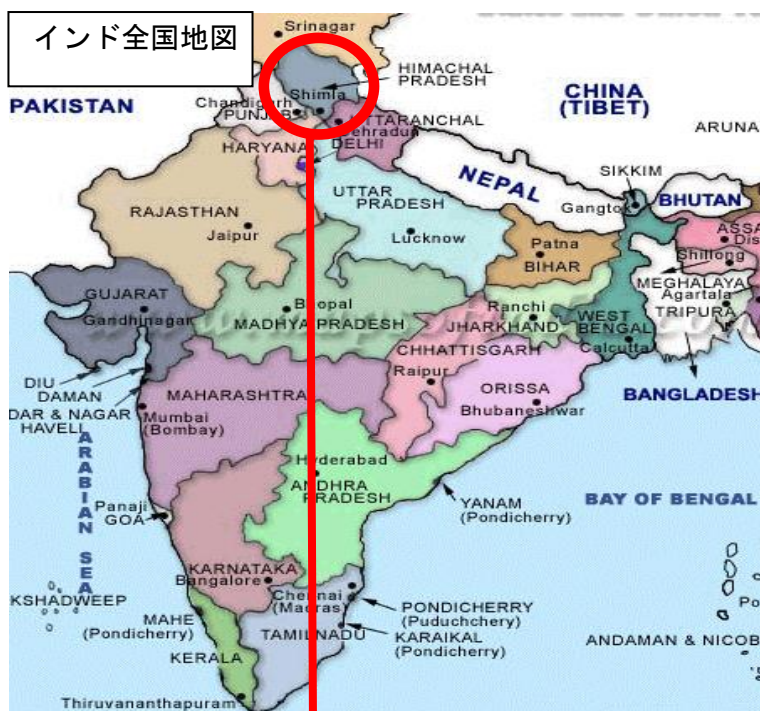 インド全国地図
Srinagar
HIMACHAL
PRADESH
Shimla
CHINA
(TIBET)
PAKISTAN
Chandigarh
PUNJAB
UTTARANCHAL
Dehradun
ARUNA
HARYANA
DELHI
NEPAL
SIKKIM
BHUTAN
UTTAR
PRADESH
Gangtok
RAJASTHAN
Jaipur
Lucknow
Patna
BIHAR
ASSA
Dis
Shillong
GUJARAT
Gandhinagar
Bhopal
MADHYA PRADESH
Ranchi
JHARKHAND
WEST
BENGAL
Calcutta
MEGHALAYA
Agartala
TRIPURA
CHHATTISGARH
Raipur
DIU
DAMAN
DAR & NAGAR
HAVELI
MAHARASHTRA
ORISSA
Bhubaneshwar
BANGLADESH
Mumbai
(Bombay)
ARABIAN SEA
Hyderabad
ANDHRA
PRADESH
YANAM
(Pondicherry)
BAY OF BENGAL
Panaji
GOA
KARNATAKA
Bangalore
KSHADWEEP
Chennai
(Madras)
PONDICHERRY
(Puduchchery)
MAHE
(Pondicherry)
TAMILNADU
KARAIKAL
(Pondicherry)
Po
ANDAMAN & NICOB
KERALA
Thiruvananthapuram